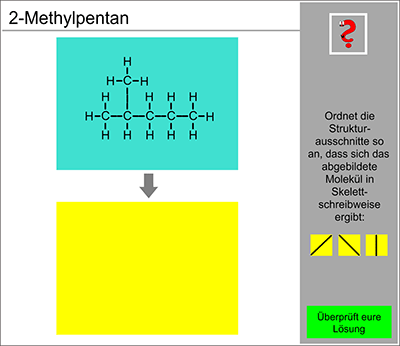 2-Methylpentan
H
H C H
H H H H
H C C C C C H
H H H H H
Ordnet die
Struktur-
ausschnitte so
an, dass sich das
abgebildete
Molekül in
Skelett-
schreibweise
ergibt:
Überprüft eure
Lösung